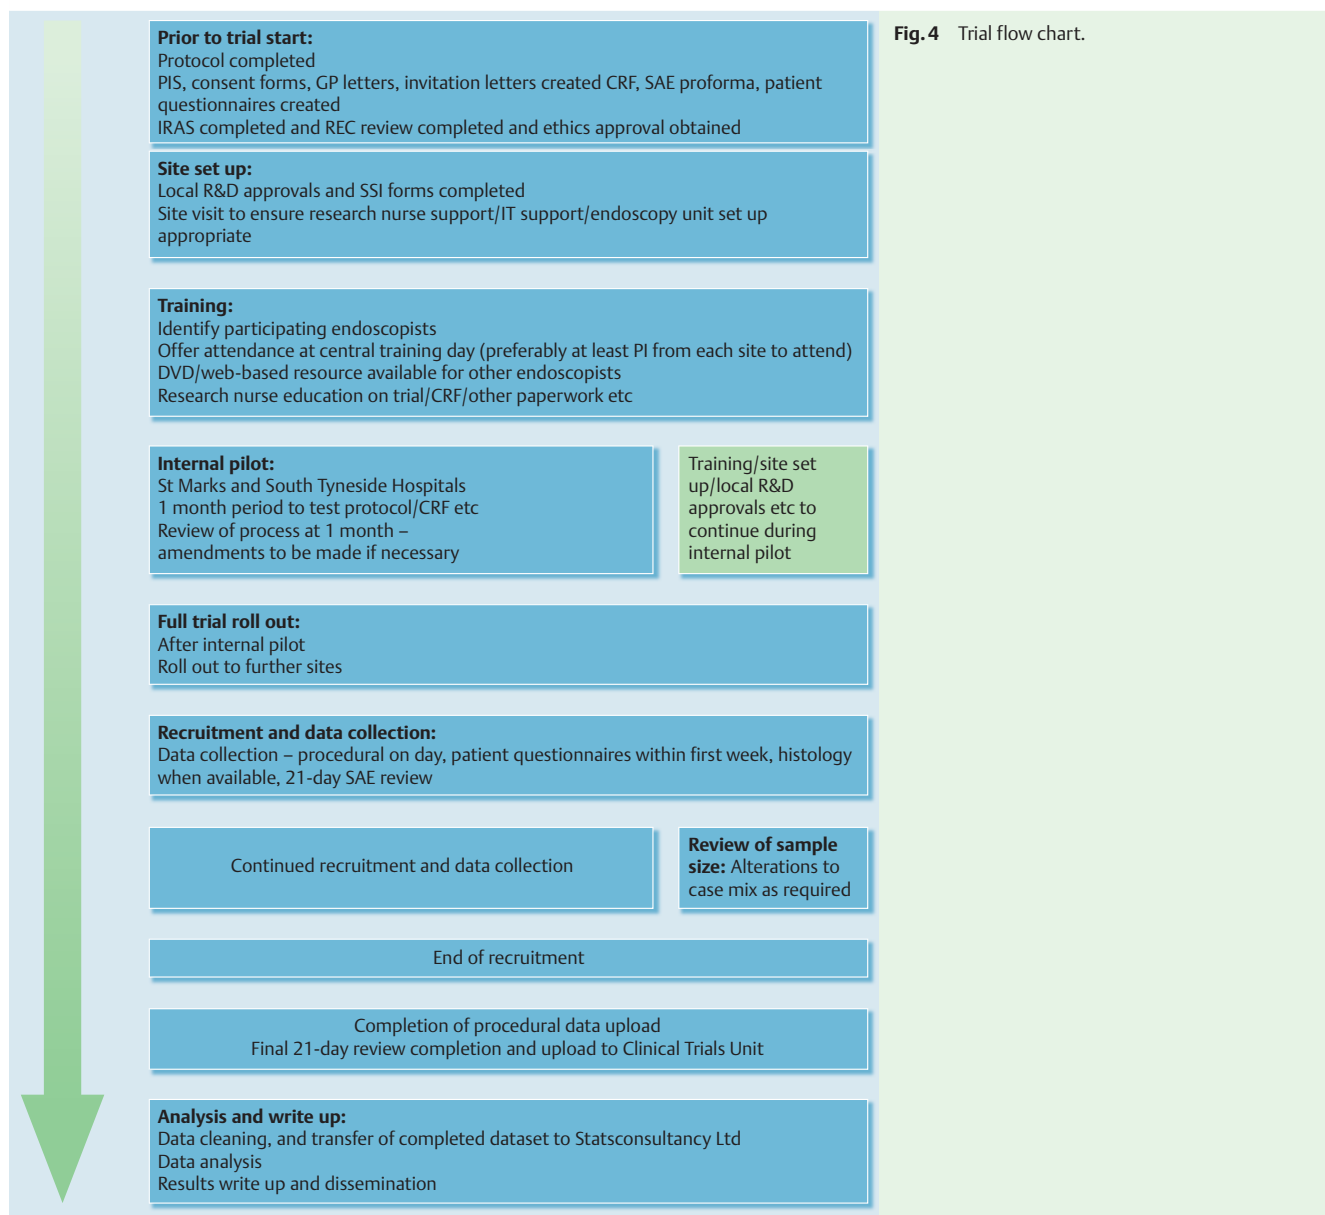 Prior to trial start:
Protocol completed
PIS, consent forms, GP letters, invitation letters created CRF, SAE proforma, patient
questionnaires created
IRAS completed and REC review completed and ethics approval obtained
Site set up:
Local R&D approvals and SSI forms completed
Site visit to ensure research nurse support/IT support/endoscopy unit set up
appropriate
Training:
Identify participating endoscopists
Offer attendance at central training day (preferably at least PI from each site to attend)
DVD/web-based resource available for other endoscopists
Research nurse education on trial/CRF/other paperwork etc
Internal pilot:
St Marks and South Tyneside Hospitals
1 month period to test protocol/CRF etc
Review of process at 1 month –
amendments to be made if necessary
Training/site set
up/local R&D
approvals etc to
continue during
internal pilot
Full trial roll out:
After internal pilot
Roll out to further sites
Recruitment and data collection:
Data collection – procedural on day, patient questionnaires within first week, histology
when available, 21-day SAE review
Continued recruitment and data collection
Review of sample
size: Alterations to
case mix as required
End of recruitment
Completion of procedural data upload
Final 21-day review completion and upload to Clinical Trials Unit
Analysis and write up:
Data cleaning, and transfer of completed dataset to Statsconsultancy Ltd
Data analysis
Results write up and dissemination
Fig. 4 Trial flow chart.